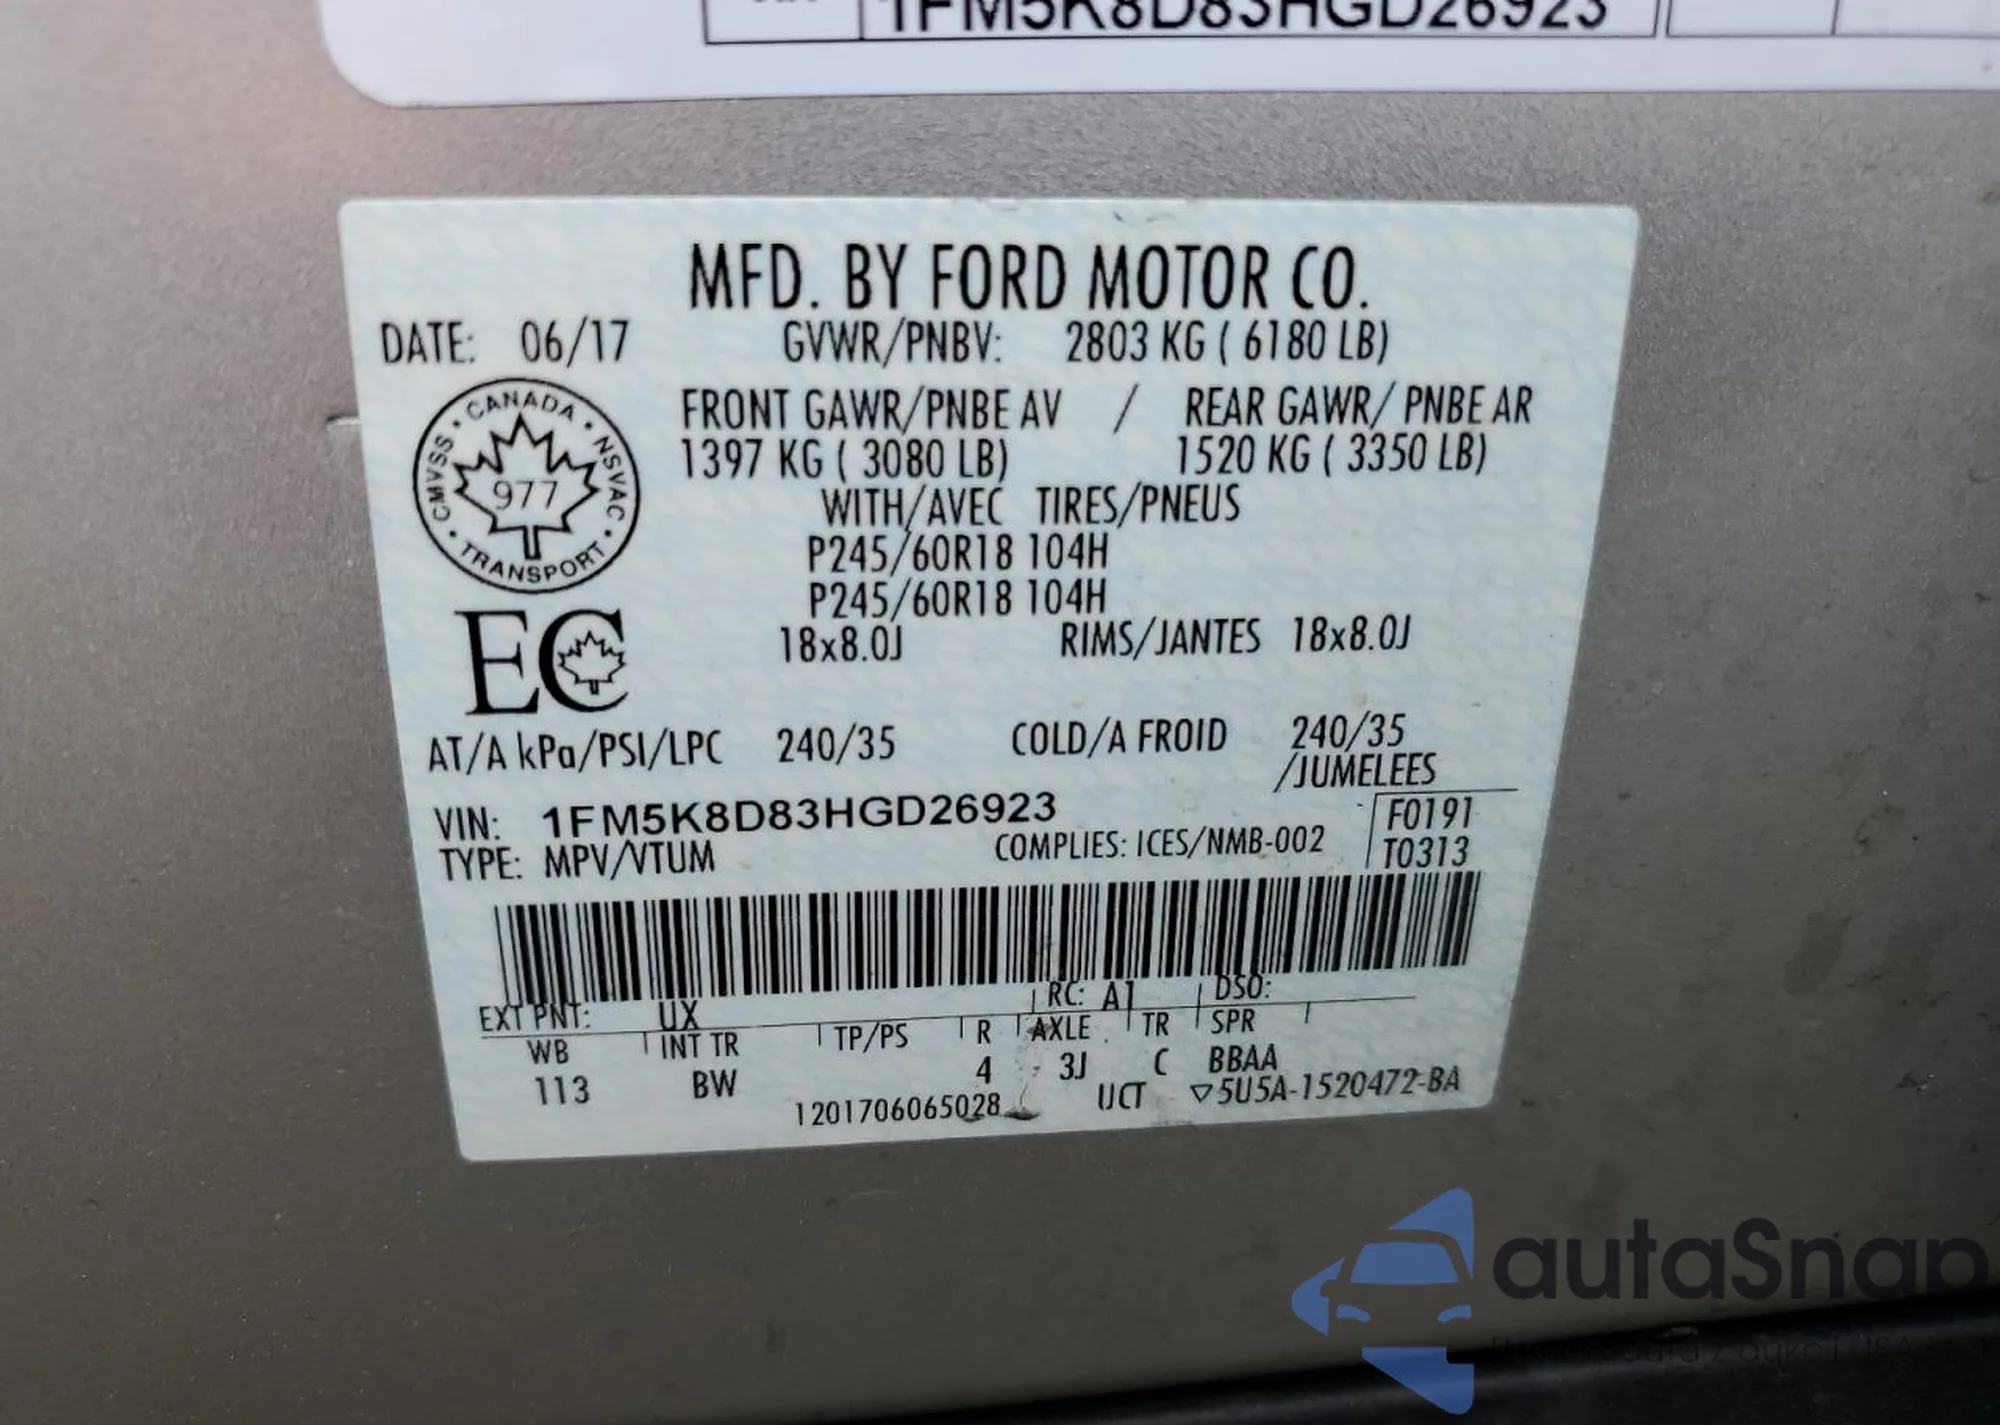 1FM5K8D83HGD26923
MFD. BY FORD MOTOR CO.
DATE: 06/17 GVWR/PNBV: 2803 KG ( 6180 LB)
FRONT GAWR/PNBE AV / REAR GAWR/ PNBE AR
1397 KG ( 3080 LB) 1520 KG ( 3350 LB)
WITH/AVEC TIRES/PNEUS
P245/60R18 104H
P245/60R18 104H
18x8.0J RIMS/JANTES 18x8.0J
CANADA
CMVSS NSVAC
977
TRANSPORT
EC
AT/A kPa/PSI/LPC 240/35 COLD/A FROID 240/35
/JUMELEES
VIN: 1FM5K8D83HGD26923 F0191
TYPE: MPV/VTUM COMPLIES: ICES/NMB-002 T0313
EXT PNT: UX RC: A1 DSO:
WB INT TR TP/PS R AXLE TR SPR
113 BW 4 3J C BBAA
1201706065028 UCT ▽5U5A-1520472-BA
autaSnap